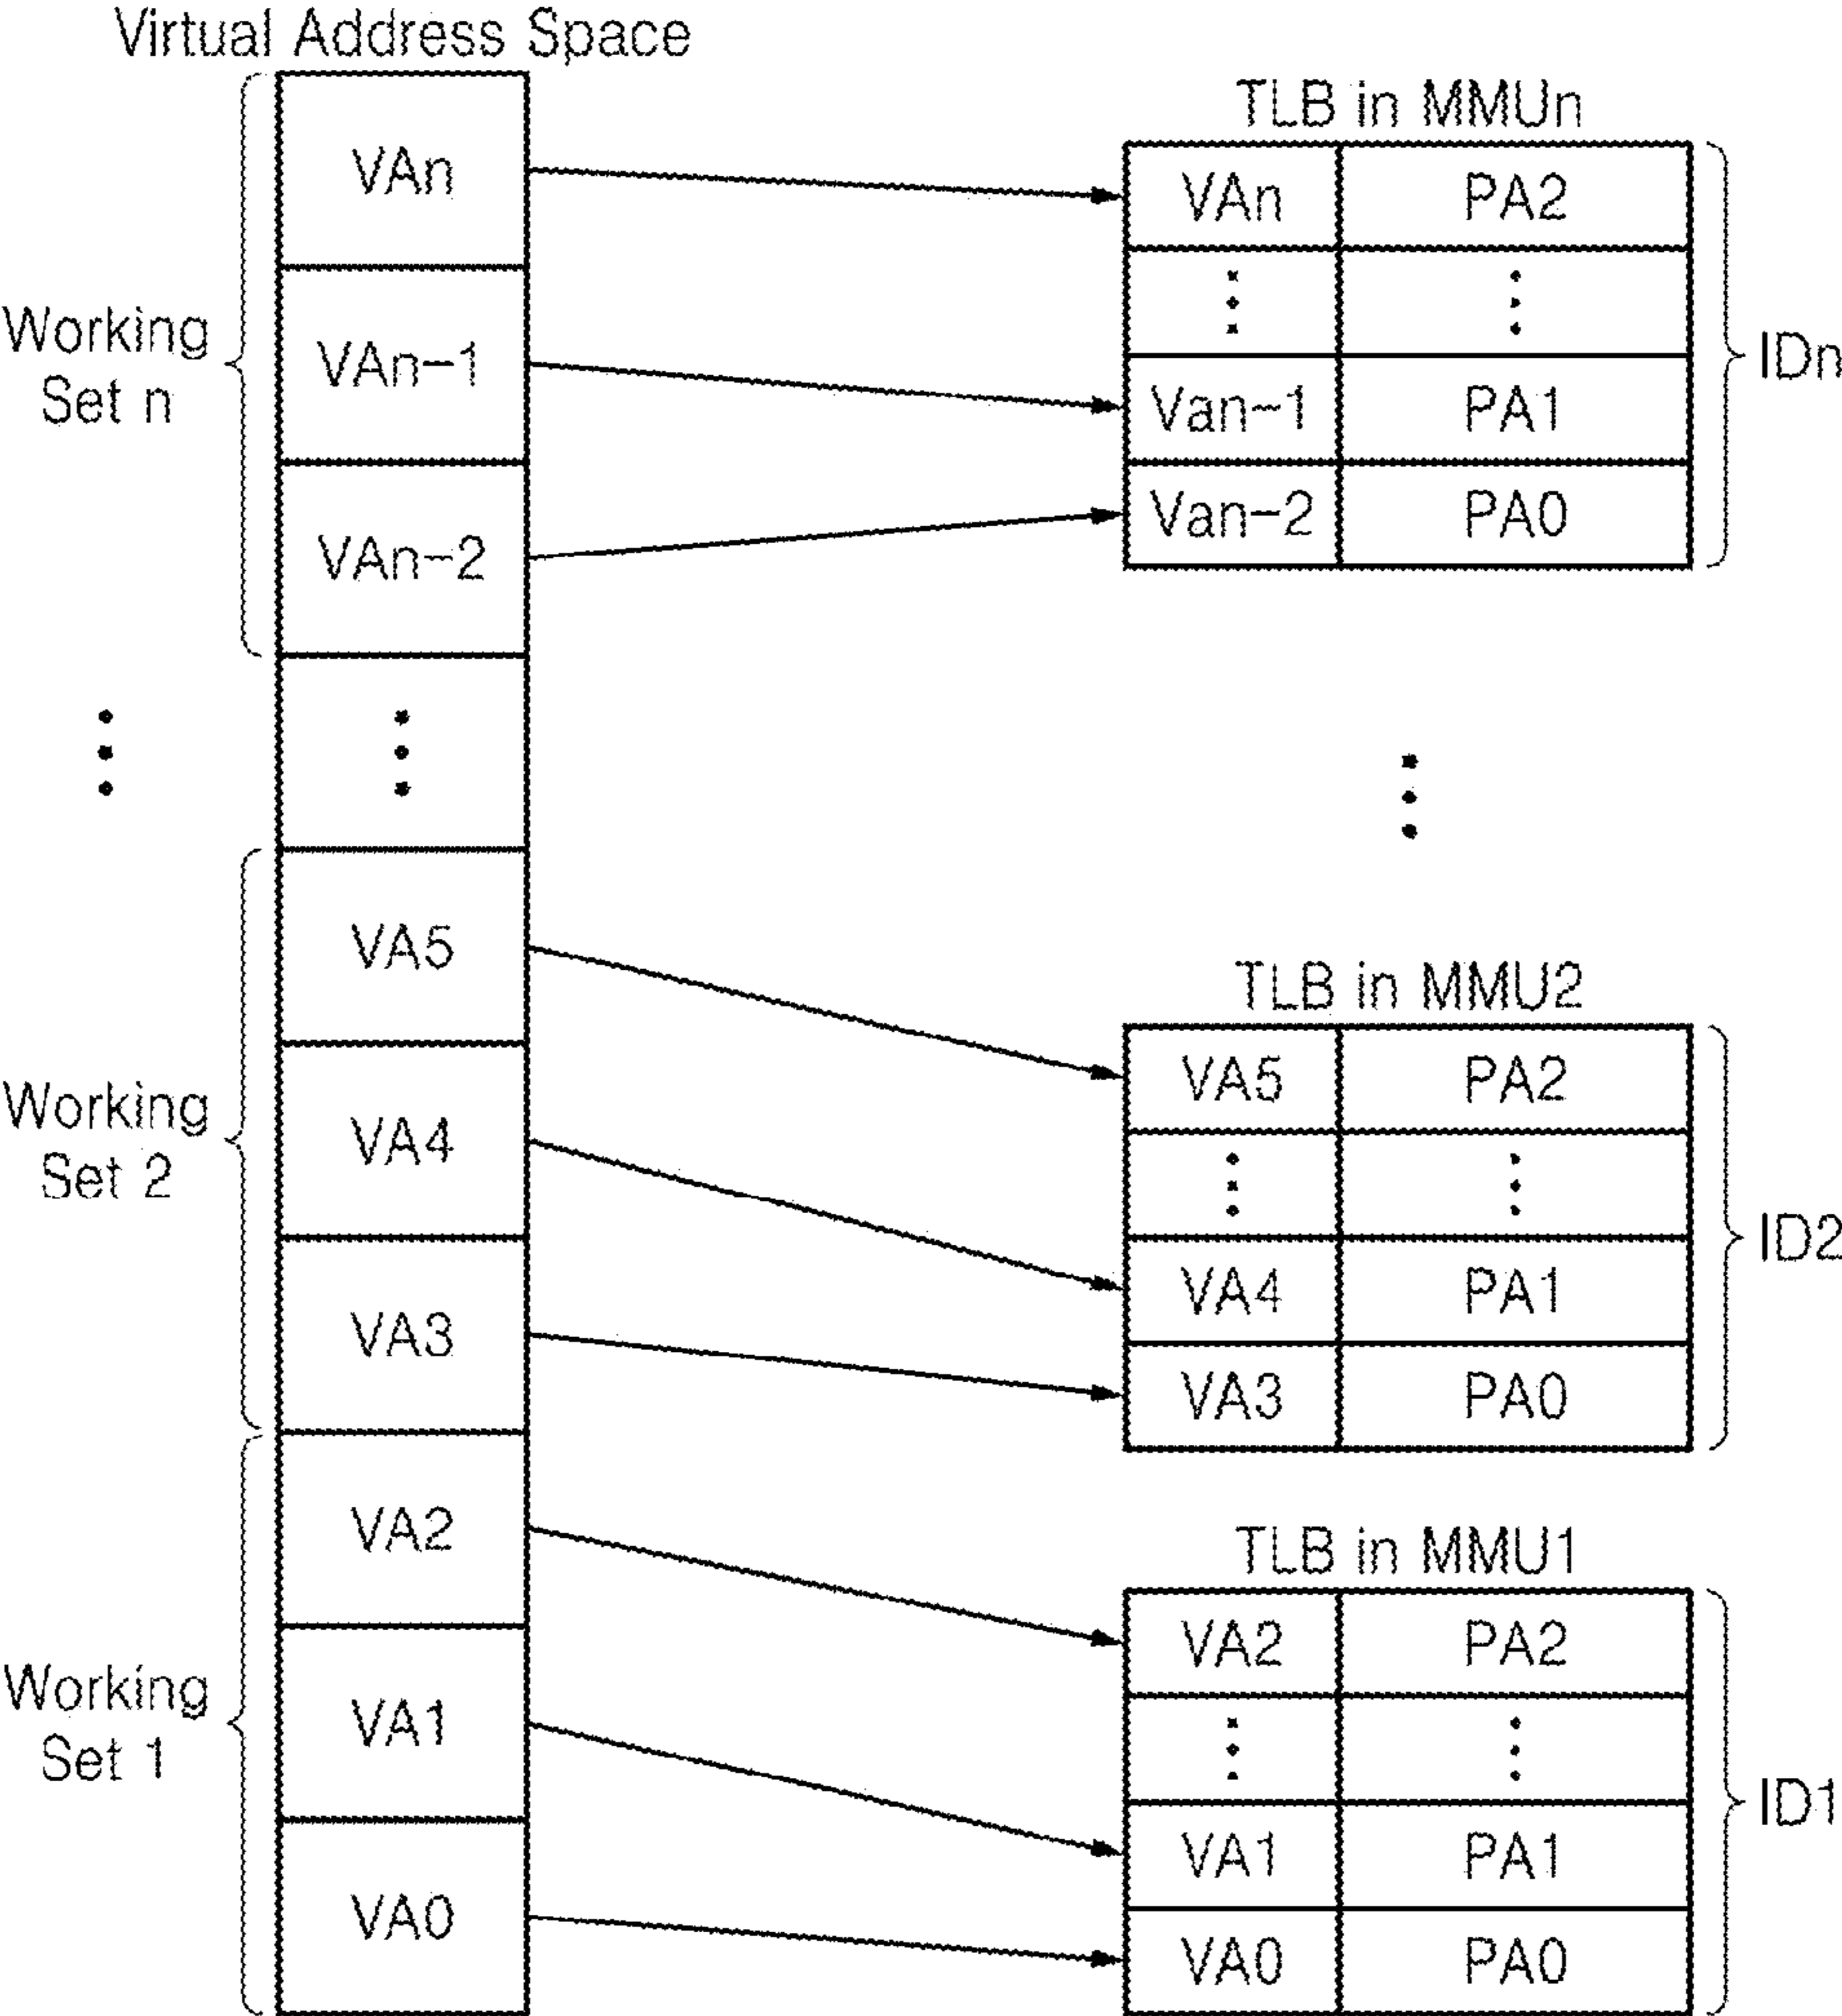 Virtual Address Space
VAn
VAn-1
VAn-2
VA5
VA4
VA3
VA2
VA1
VA0
Working
Set n
Working
Set 2
Working
Set 1
TLB in MMUn
VAn PA2
Van-1 PA1
Van-2 PA0
IDn
TLB in MMU2
VA5 PA2
VA4 PA1
VA3 PA0
ID2
TLB in MMU1
VA2 PA2
VA1 PA1
VA0 PA0
ID1